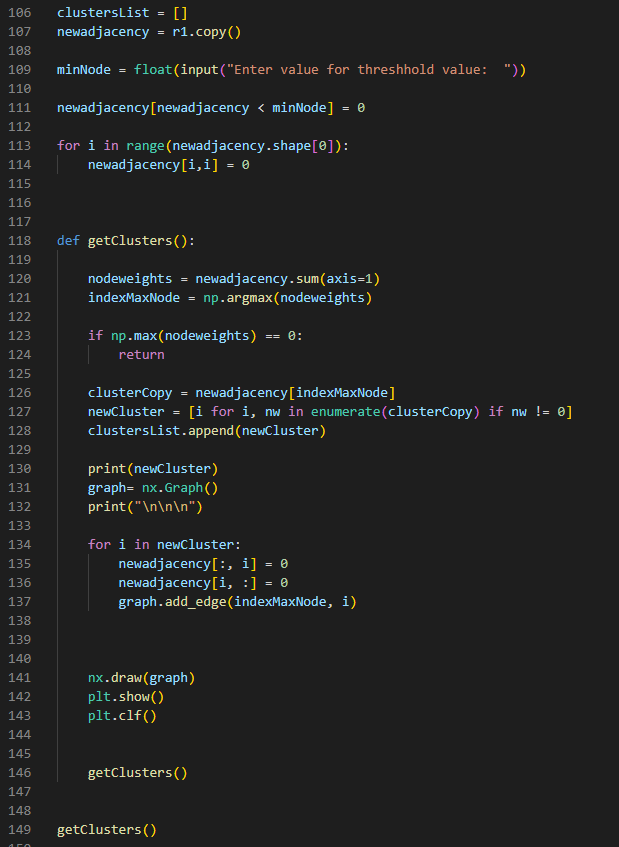 106 clustersList = []
107 newadjacency = r1.copy()
108
109 minNode = float(input("Enter value for threshhold value:  "))
110
111 newadjacency[newadjacency < minNode] = 0
112
113 for i in range(newadjacency.shape[0]):
114     newadjacency[i,i] = 0
115
116
117
118 def getClusters():
119
120     nodeweights = newadjacency.sum(axis=1)
121     indexMaxNode = np.argmax(nodeweights)
122
123     if np.max(nodeweights) == 0:
124         return
125
126     clusterCopy = newadjacency[indexMaxNode]
127     newCluster = [i for i, nw in enumerate(clusterCopy) if nw != 0]
128     clustersList.append(newCluster)
129
130     print(newCluster)
131     graph= nx.Graph()
132     print("\n\n\n")
133
134     for i in newCluster:
135         newadjacency[:, i] = 0
136         newadjacency[i, :] = 0
137         graph.add_edge(indexMaxNode, i)
138
139
140
141     nx.draw(graph)
142     plt.show()
143     plt.clf()
144
145
146     getClusters()
147
148
149 getClusters()